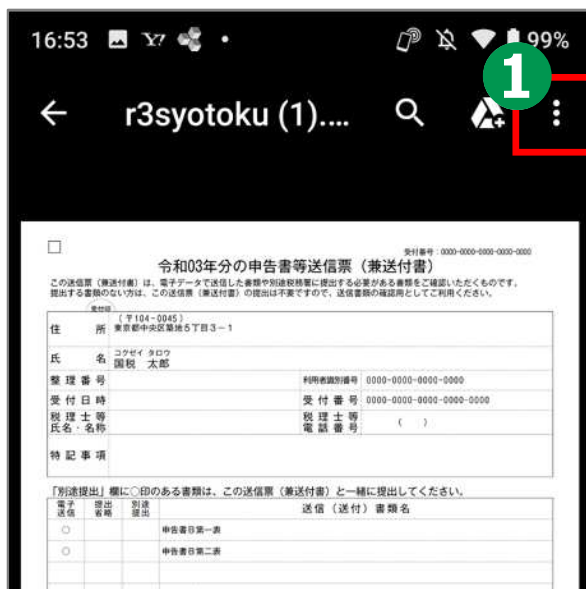 16:53 Y? 99%
1
r3syotoku (1)....
受付番号：0000-0000-0000-0000-0000
令和03年分の申告書等送信票（兼送付書）
この送信票（兼送付書）は、電子データで送信した書類や別途税務署に提出する必要がある書類をご確認いただくものです。
提出する書類のない方は、この送信票（兼送付書）の提出は不要ですので、送信書類の確認用としてご利用ください。
受付印
（〒104-0045）
住 所 東京都中央区築地５丁目３－１
コクゼイ タロウ
氏 名 国税 太郎
整理番号 利用者識別番号 0000-0000-0000-0000
受付日時 受付番号 0000-0000-0000-0000-0000
税理士等 税理士等
氏名・名称 電話番号 （ ）
特記事項
「別途提出」欄に○印のある書類は、この送信票（兼送付書）と一緒に提出してください。
電子 提出 別途 送信（送付）書類名
送信 省略 提出
○ 申告書Ｂ第一表
○ 申告書Ｂ第二表